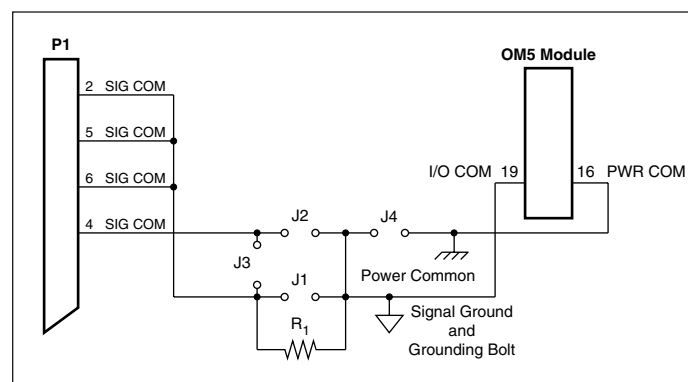 P1
OM5 Module
2 SIG COM
5 SIG COM
6 SIG COM
4 SIG COM
I/O COM 19
16 PWR COM
J2
J4
J3
J1
Power Common
R1
Signal Ground
and
Grounding Bolt